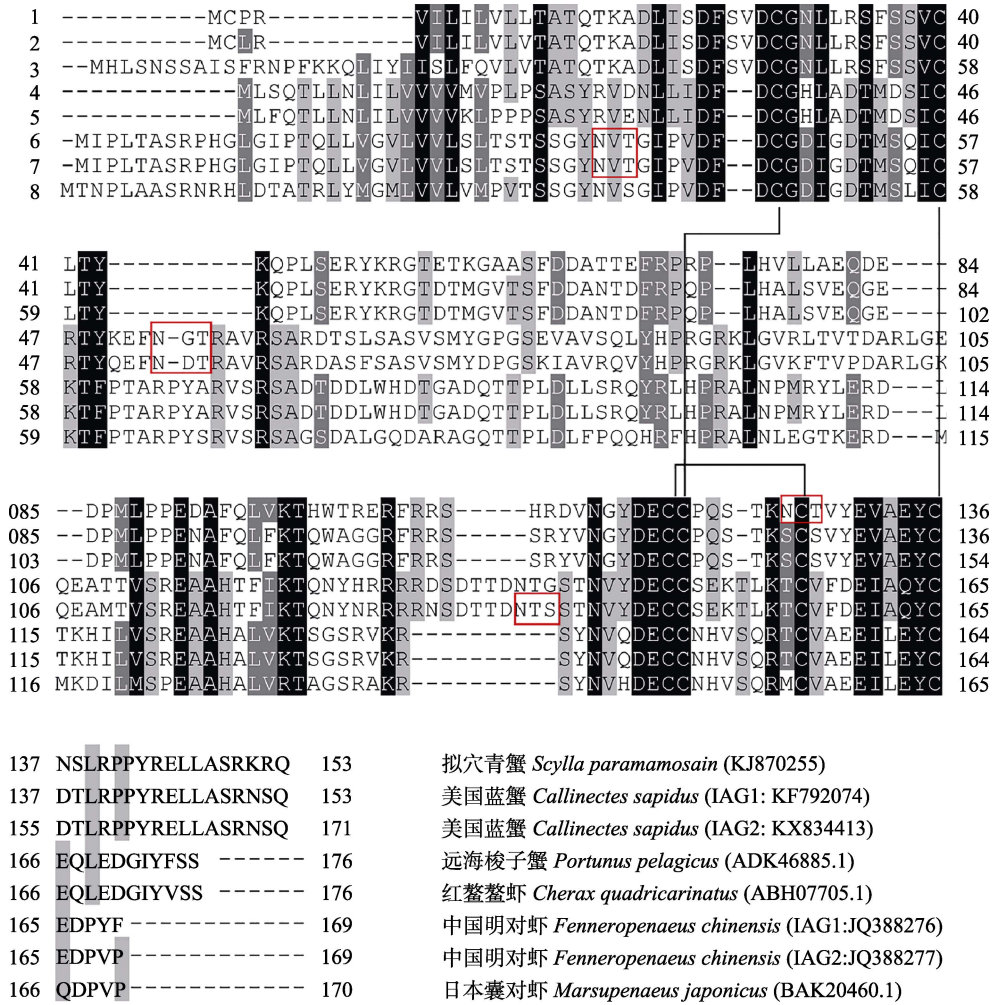 1 ----------MCPR----------VILILVLLTATQTKADLISDFSVDCGNLLRSFSSVC 40
2 ----------MCLR----------VILILVLVTATQTKADLISDFSVDCGNLLRSFSSVC 40
3 --MHLSNSSAISFRNPFKKQLIYIIISLFQVLVTATQTKADLISDFSVDCGNLLRSFSSVC 58
4 ------------MLSQTLLNLILVVVVVMVPLPSASYRVDNLLIDF--DCGHLADTMDSIC 46
5 ------------MLFQTLLNLILVVVVVKLPPPSASYRVENLLIDF--DCGHLADTMDSIC 46
6 -MIPLTASRPHGLGIPTQLLVGVLVVLSLTSTSSGYNVTGIPVDF--DCGDIGDTMSQIC 57
7 -MIPLTASRPHGLGIPTQLLVGVLVVLSLTSTSSGYNVTGIPVDF--DCGDIGDTMSQIC 57
8 MTNPLAASRNRHLDTATRLYMGMLVVLVMPVTSSGYNVSGIPVDF--DCGDIGDTMSLIC 58
41 LTY----------KQPLSERYKRGTETKGAASFDDATTEFRPRP--LHVLLAEQDE--- 84
41 LTY----------KQPLSERYKRGTDTMGVTSFDDANTDFRPQP--LHALSVEQGE--- 84
59 LTY----------KQPLSERYKRGTDTMGVTSFDDANTDFRPQP--LHALSVEQGE--- 102
47 RTYKEFN-GTRAVRSARDTSLSASVSMYGPGSEVAVSQLYHPRGRKLGVRLTVTDARLGE 105
47 RTYQEFN-DTRAVRSARDASFSASVSMYDPGSKIAVSQRYHPRGRGLGVKFTVPDARLGK 105
58 KTFPTARPYARVSRSADTDDLWHDTGADQTTPLDLLSRQYRLHPRALNPMRYLERD---L 114
58 KTFPTARPYARVSRSADTDDLWHDTGADQTTPLDLLSRQYRLHPRALNPMRYLERD---L 114
59 KTFPTARPYSRVSRSAGSDALGQDARAGQTTPLDLFPQQHRFHPRALNLEGTKERD---M 115
085 --DPMLPPEDAFQLVKTHWTRERFRRS-----HRDVNGYDECCPQS-TKNCTVYEVAEYC 136
085 --DPMLPPENAFQLFKTQWAGGRFRRS-----SRYVNGYDECCPQS-TKSCSVYEVAEYC 136
103 --DPMLPPENAFQLFKTQWAGGRFRRS-----SRYVNGYDECCPQS-TKSCSVYEVAEYC 154
106 QEATTVSREAAHTFIKTQNYHRRRRDSDTTDNTGSTNVYDECCSEKTLKTCVFDEIAQYC 165
106 QEAMTVSREAAHTFIKTQNYNRRRRNSDTTDNTSSTNVYDECCSEKTLKTCVFDEIAQYC 165
115 TKHILVSREAAHALVKTSGSRVKR----------SYNVQDECCNHVSQRTCVAEEILEYC 164
115 TKHILVSREAAHALVKTSGSRVKR----------SYNVQDECCNHVSQRTCVAEEILEYC 164
116 MKDILMSPEAAHALVRTAGSRAKR----------SYNVHDECCNHVSQRMCVAEEILEYC 165
137 NSLRPPYRELLASRKRQ 153 拟穴青蟹 Scylla paramamosain (KJ870255)
137 DTLRPPYRELLASRNSQ 153 美国蓝蟹 Callinectes sapidus (IAG1: KF792074)
155 DTLRPPYRELLASRNSQ 171 美国蓝蟹 Callinectes sapidus (IAG2: KX834413)
166 EQLEDGIYFSS ------ 176 远海梭子蟹 Portunus pelagicus (ADK46885.1)
166 EQLEDGIYVSS ------ 176 红螯螯虾 Cherax quadricarinatus (ABH07705.1)
165 EDPYF------------ 169 中国明对虾 Fenneropenaeus chinensis (IAG1:JQ388276)
165 EDPVP------------ 169 中国明对虾 Fenneropenaeus chinensis (IAG2:JQ388277)
166 QDPVP------------ 170 日本囊对虾 Marsupenaeus japonicus (BAK20460.1)